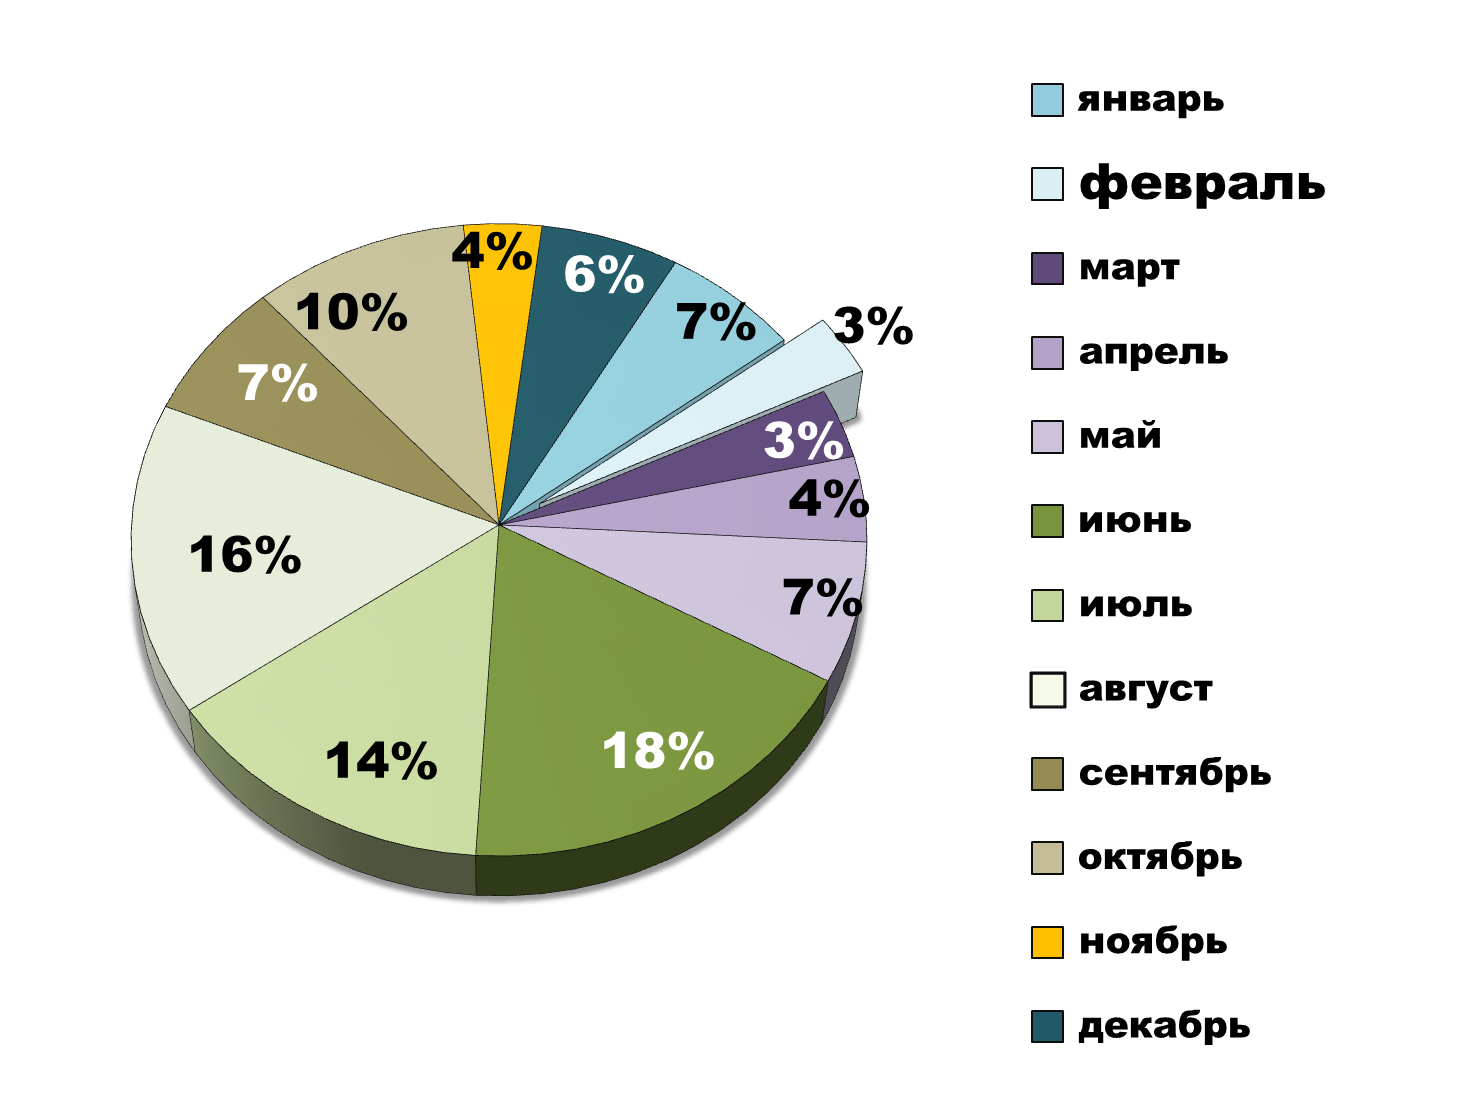 4%
6%
7%
3%
3%
4%
7%
18%
14%
16%
7%
10%
январь
февраль
март
апрель
май
июнь
июль
август
сентябрь
октябрь
ноябрь
декабрь